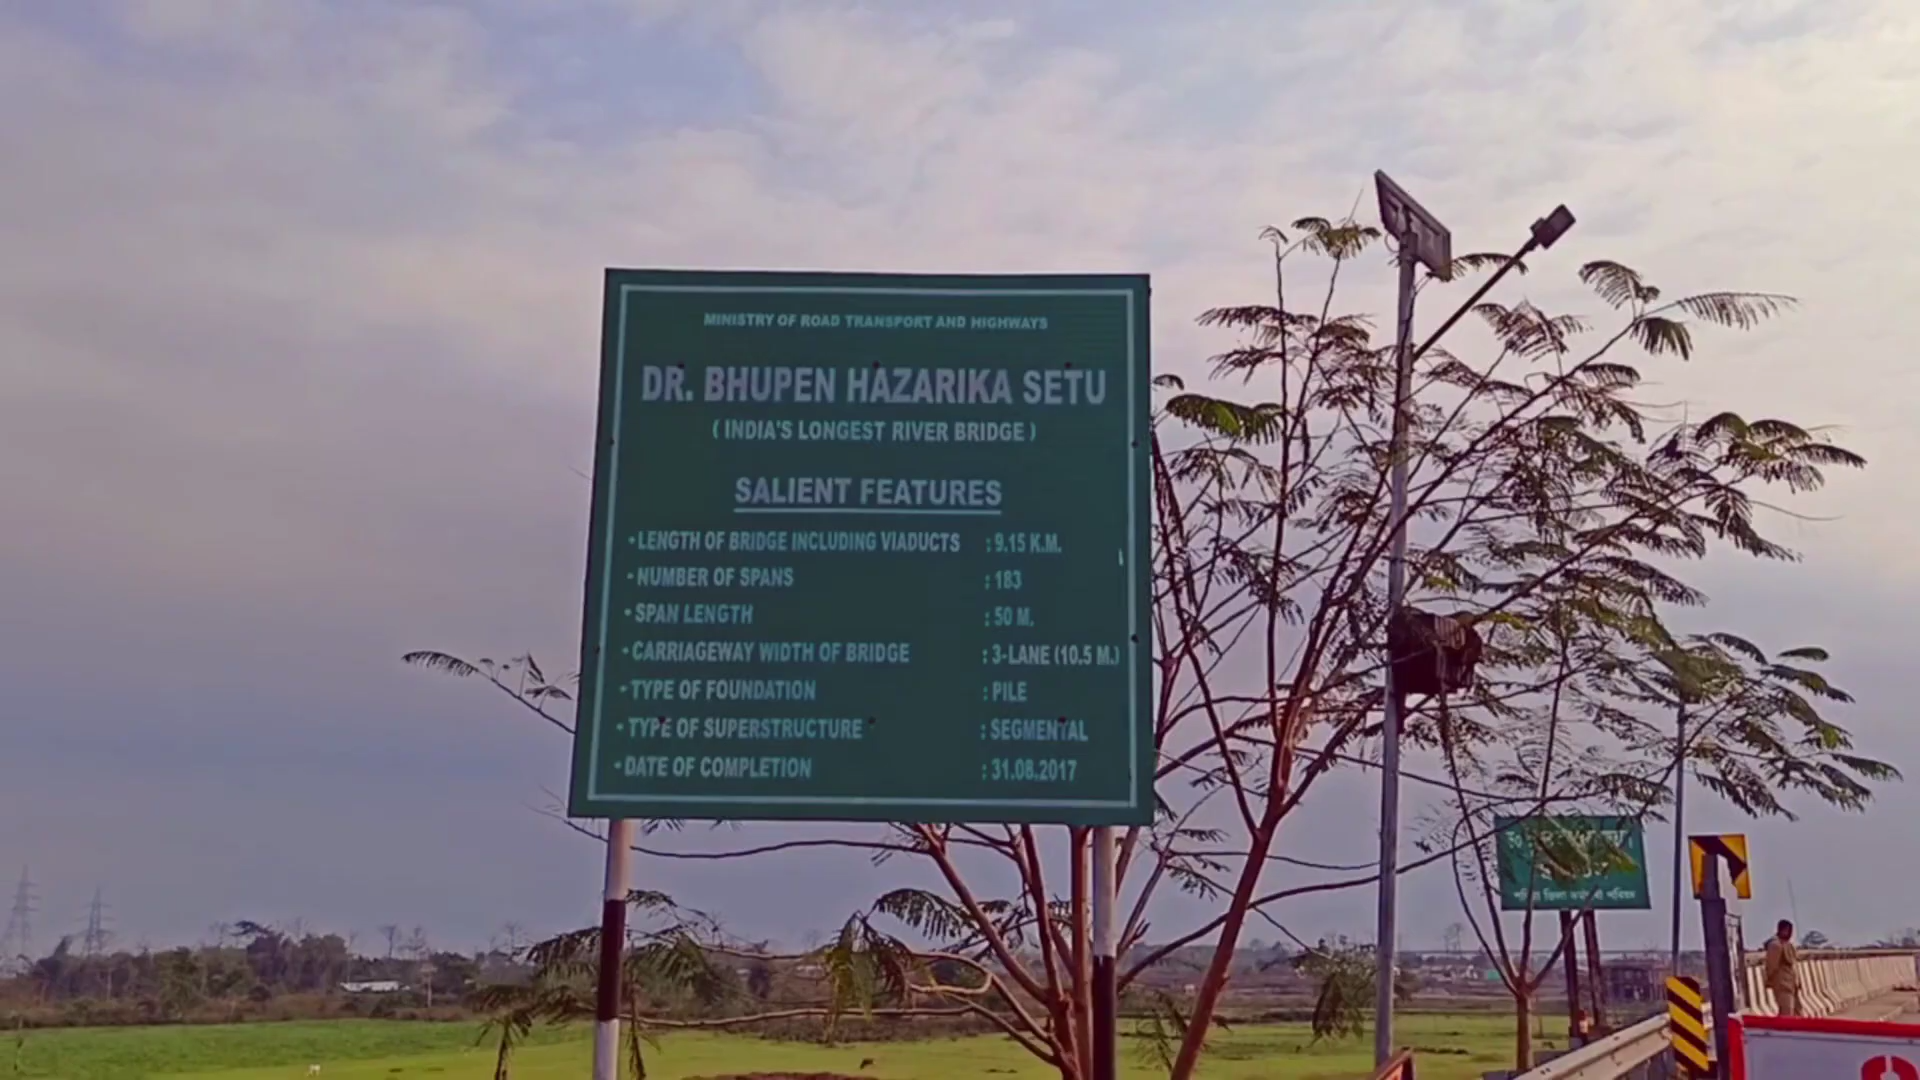 MINISTRY OF ROAD TRANSPORT AND HIGHWAYS
DR. BHUPEN HAZARIKA SETU
( INDIA'S LONGEST RIVER BRIDGE )
SALIENT FEATURES
• LENGTH OF BRIDGE INCLUDING VIADUCTS : 9.15 K.M.
• NUMBER OF SPANS : 183
• SPAN LENGTH : 50 M.
• CARRIAGEWAY WIDTH OF BRIDGE : 3-LANE (10.5 M.)
• TYPE OF FOUNDATION : PILE
• TYPE OF SUPERSTRUCTURE : SEGMENTAL
• DATE OF COMPLETION : 31.08.2017